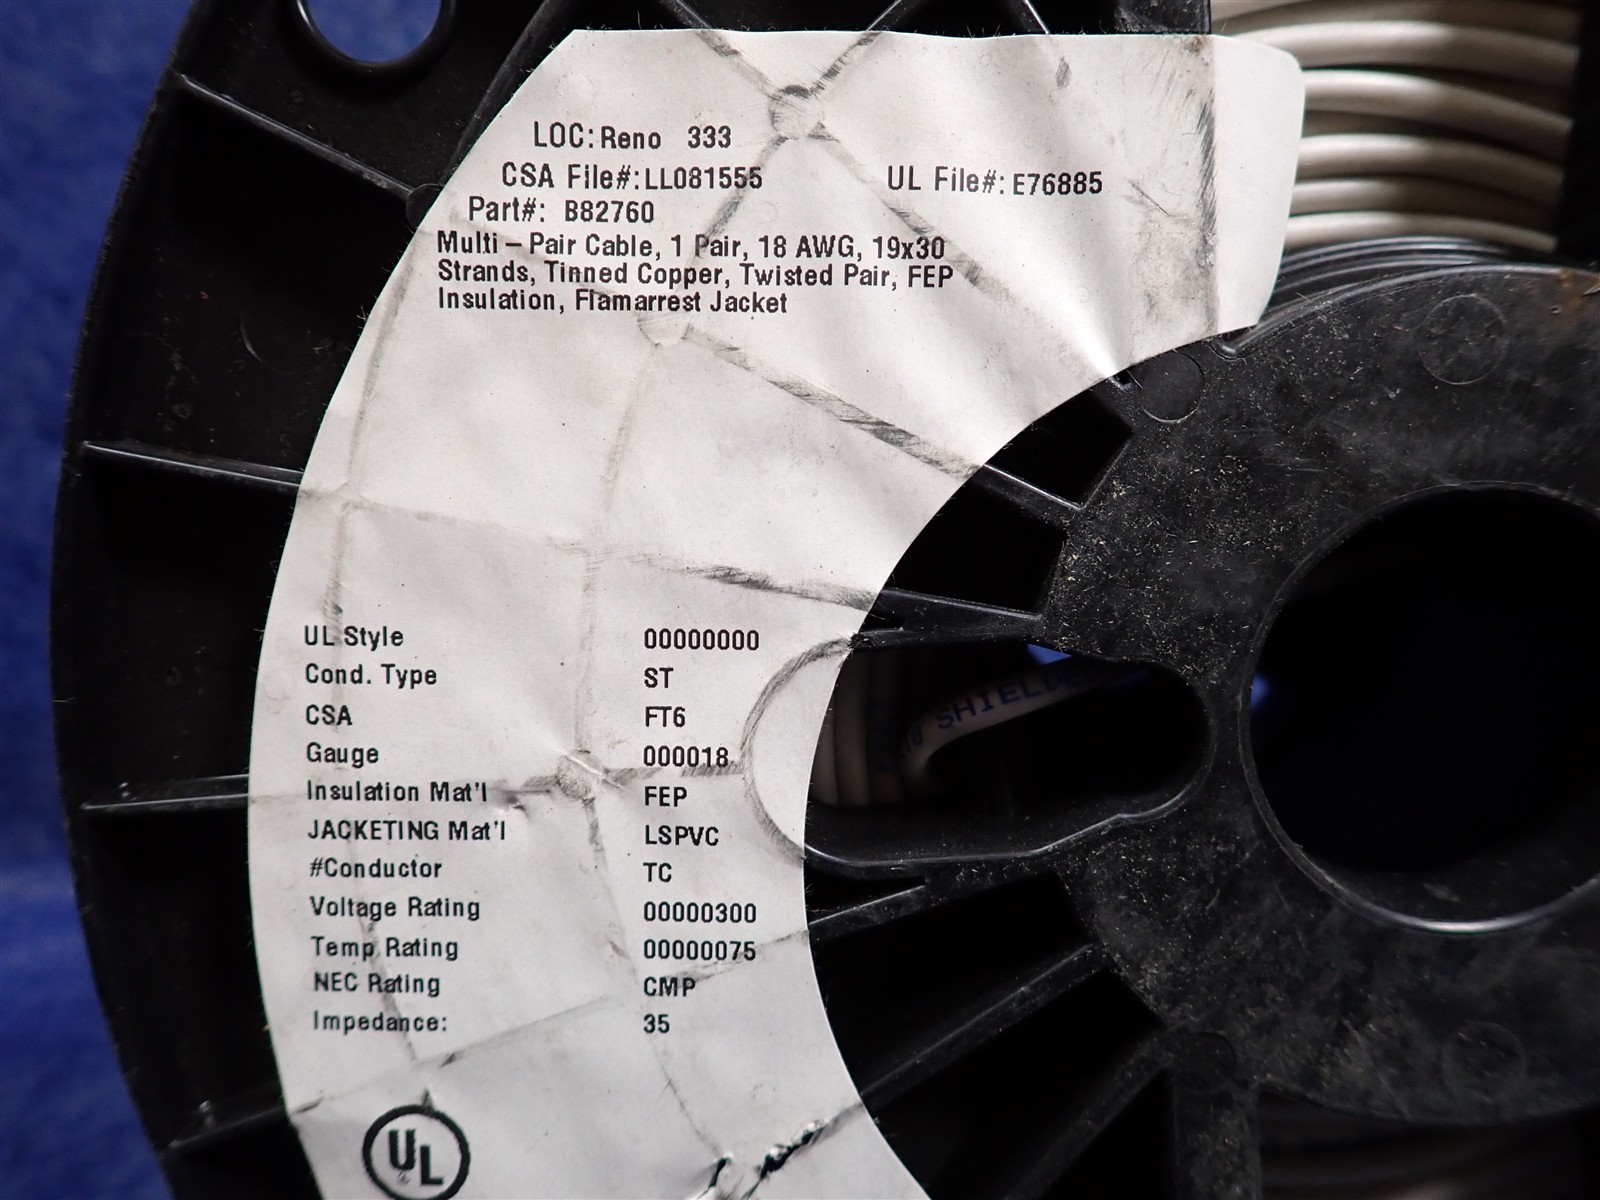 LOC: Reno 333
CSA File#: LL081555 UL File#: E76885
Part#: B82760
Multi – Pair Cable, 1 Pair, 18 AWG, 19x30
Strands, Tinned Copper, Twisted Pair, FEP
Insulation, Flamarrest Jacket
UL Style 00000000
Cond. Type ST
CSA FT6
Gauge 000018
Insulation Mat'l FEP
JACKETING Mat'l LSPVC
#Conductor TC
Voltage Rating 00000300
Temp Rating 00000075
NEC Rating CMP
Impedance: 35
UL